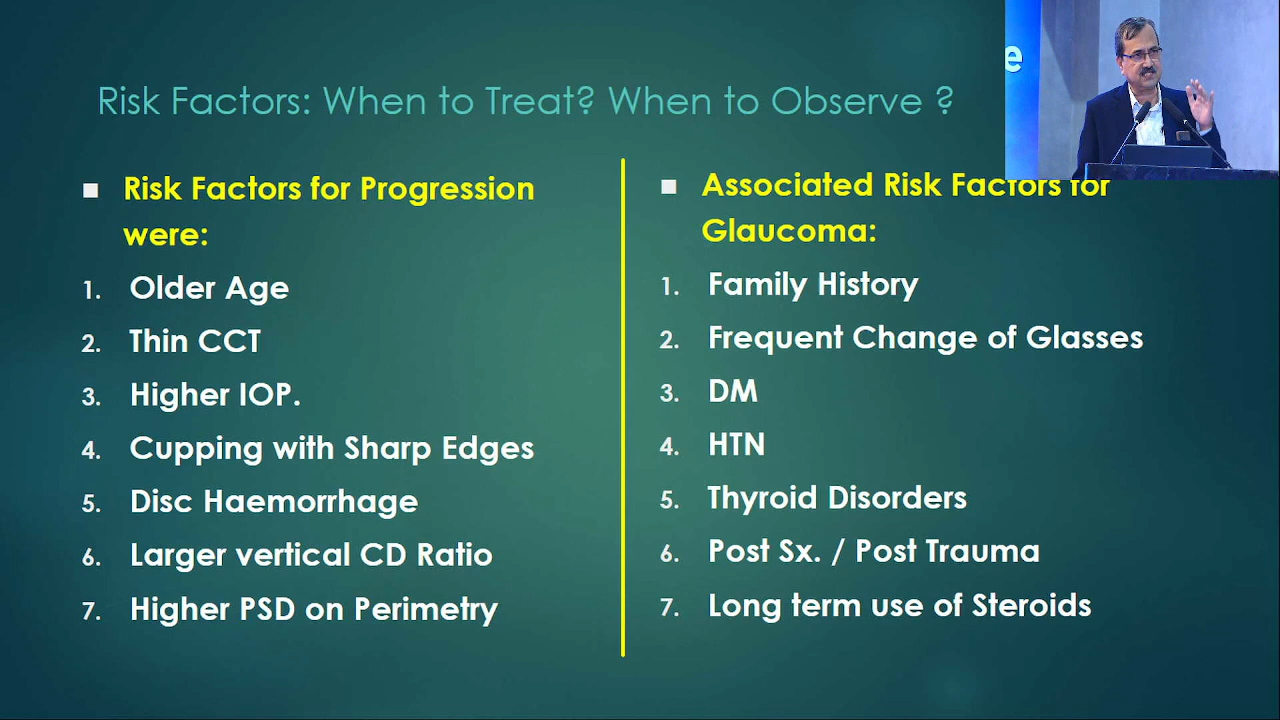 Risk Factors: When to Treat? When to Observe ?
e
■ Risk Factors for Progression
were:
1. Older Age
2. Thin CCT
3. Higher IOP.
4. Cupping with Sharp Edges
5. Disc Haemorrhage
6. Larger vertical CD Ratio
7. Higher PSD on Perimetry
■ Associated Risk Factors for
Glaucoma:
1. Family History
2. Frequent Change of Glasses
3. DM
4. HTN
5. Thyroid Disorders
6. Post Sx. / Post Trauma
7. Long term use of Steroids